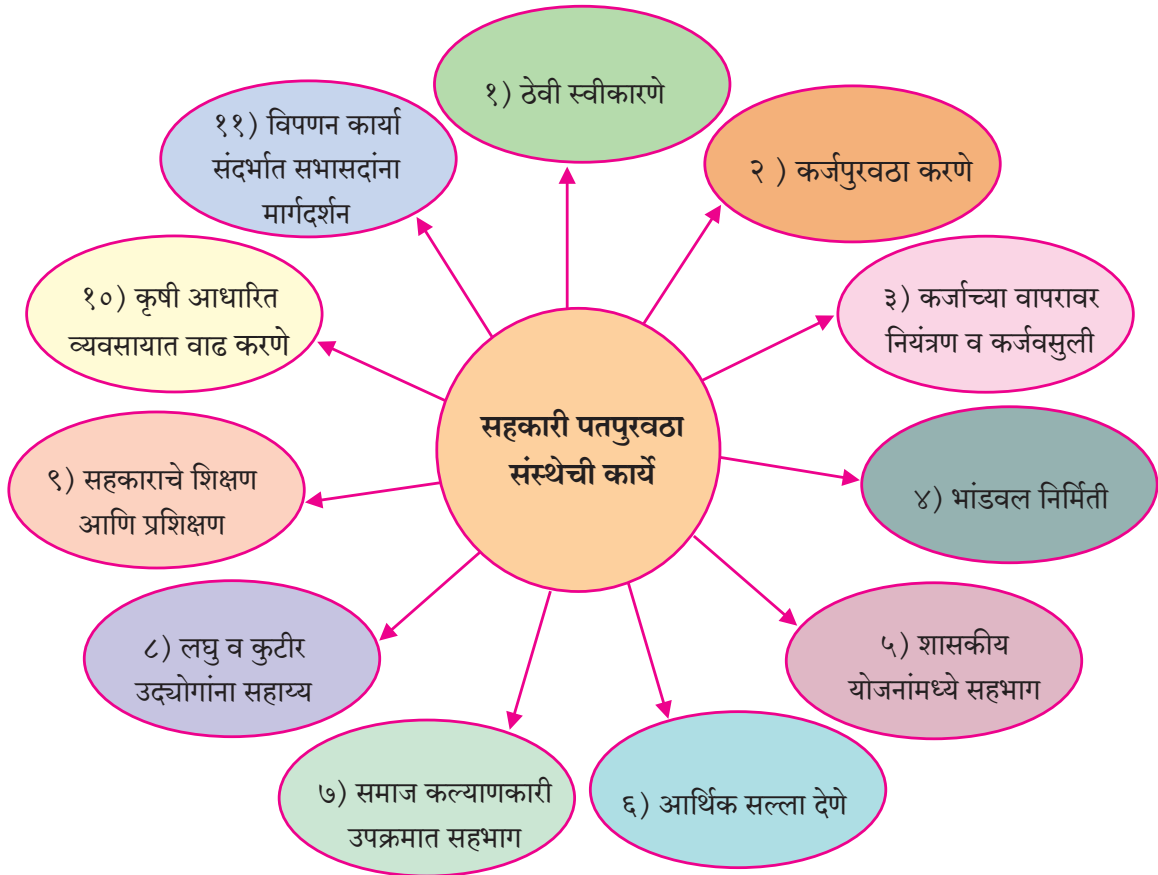 सहकारी पतपुरवठा
संस्थेची कार्ये
१) ठेवी स्वीकारणे
२ ) कर्जपुरवठा करणे
३) कर्जाच्या वापरावर
नियंत्रण व कर्जवसुली
४) भांडवल निर्मिती
५) शासकीय
योजनांमध्ये सहभाग
६) आर्थिक सल्ला देणे
७) समाज कल्याणकारी
उपक्रमात सहभाग
८) लघु व कुटीर
उद्योगांना सहाय्य
९) सहकाराचे शिक्षण
आणि प्रशिक्षण
१०) कृषी आधारित
व्यवसायात वाढ करणे
११) विपणन कार्या
संदर्भात सभासदांना
मार्गदर्शन